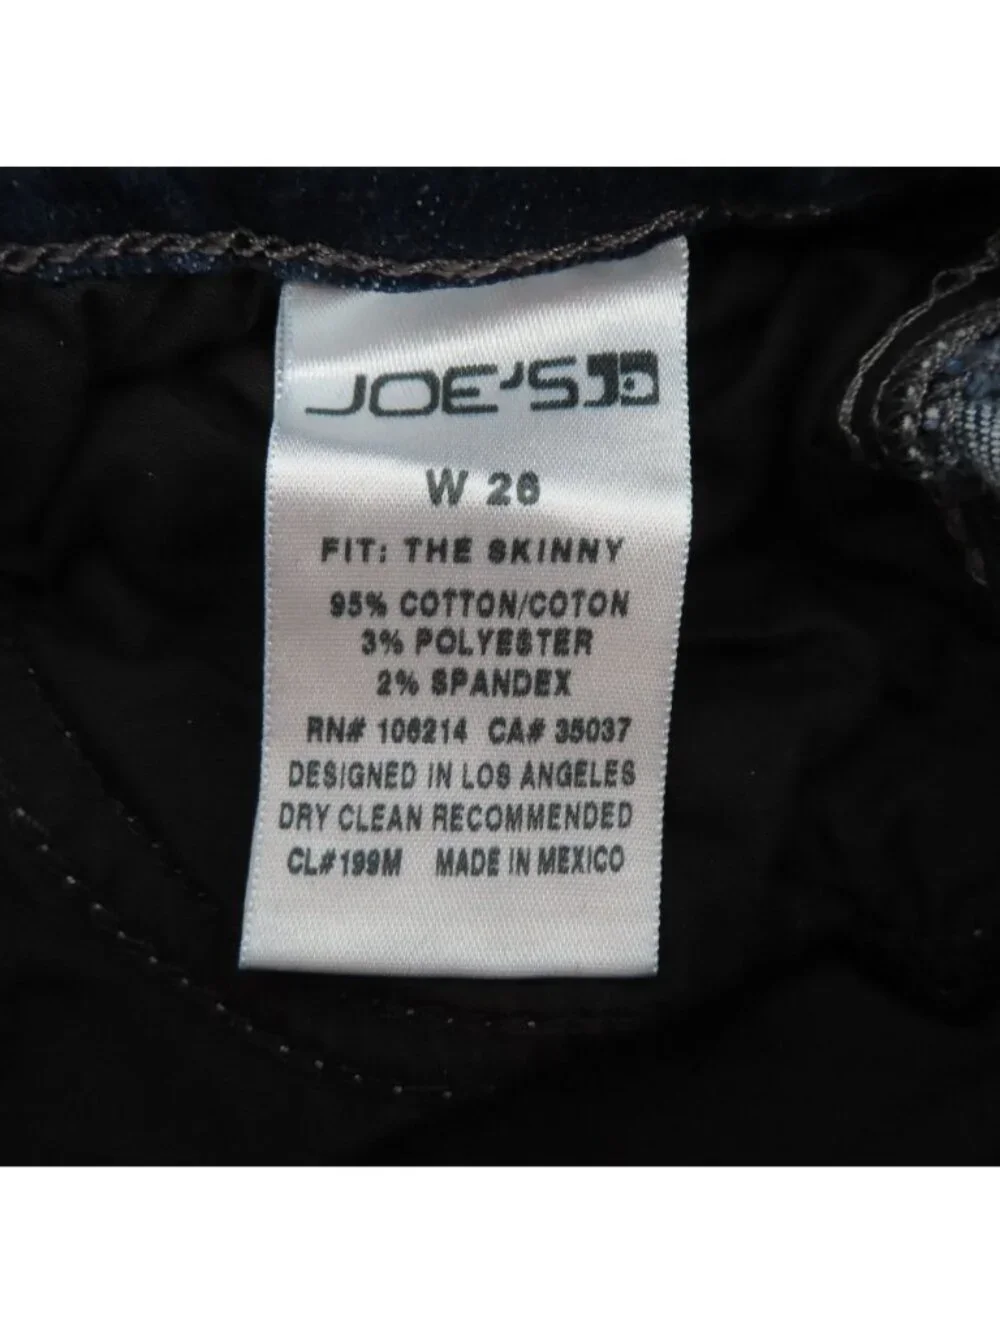 JOE'S
W 26
FIT: THE SKINNY
95% COTTON/COTON
3% POLYESTER
2% SPANDEX
RN# 106214 CA# 35037
DESIGNED IN LOS ANGELES
DRY CLEAN RECOMMENDED
CL#199M MADE IN MEXICO